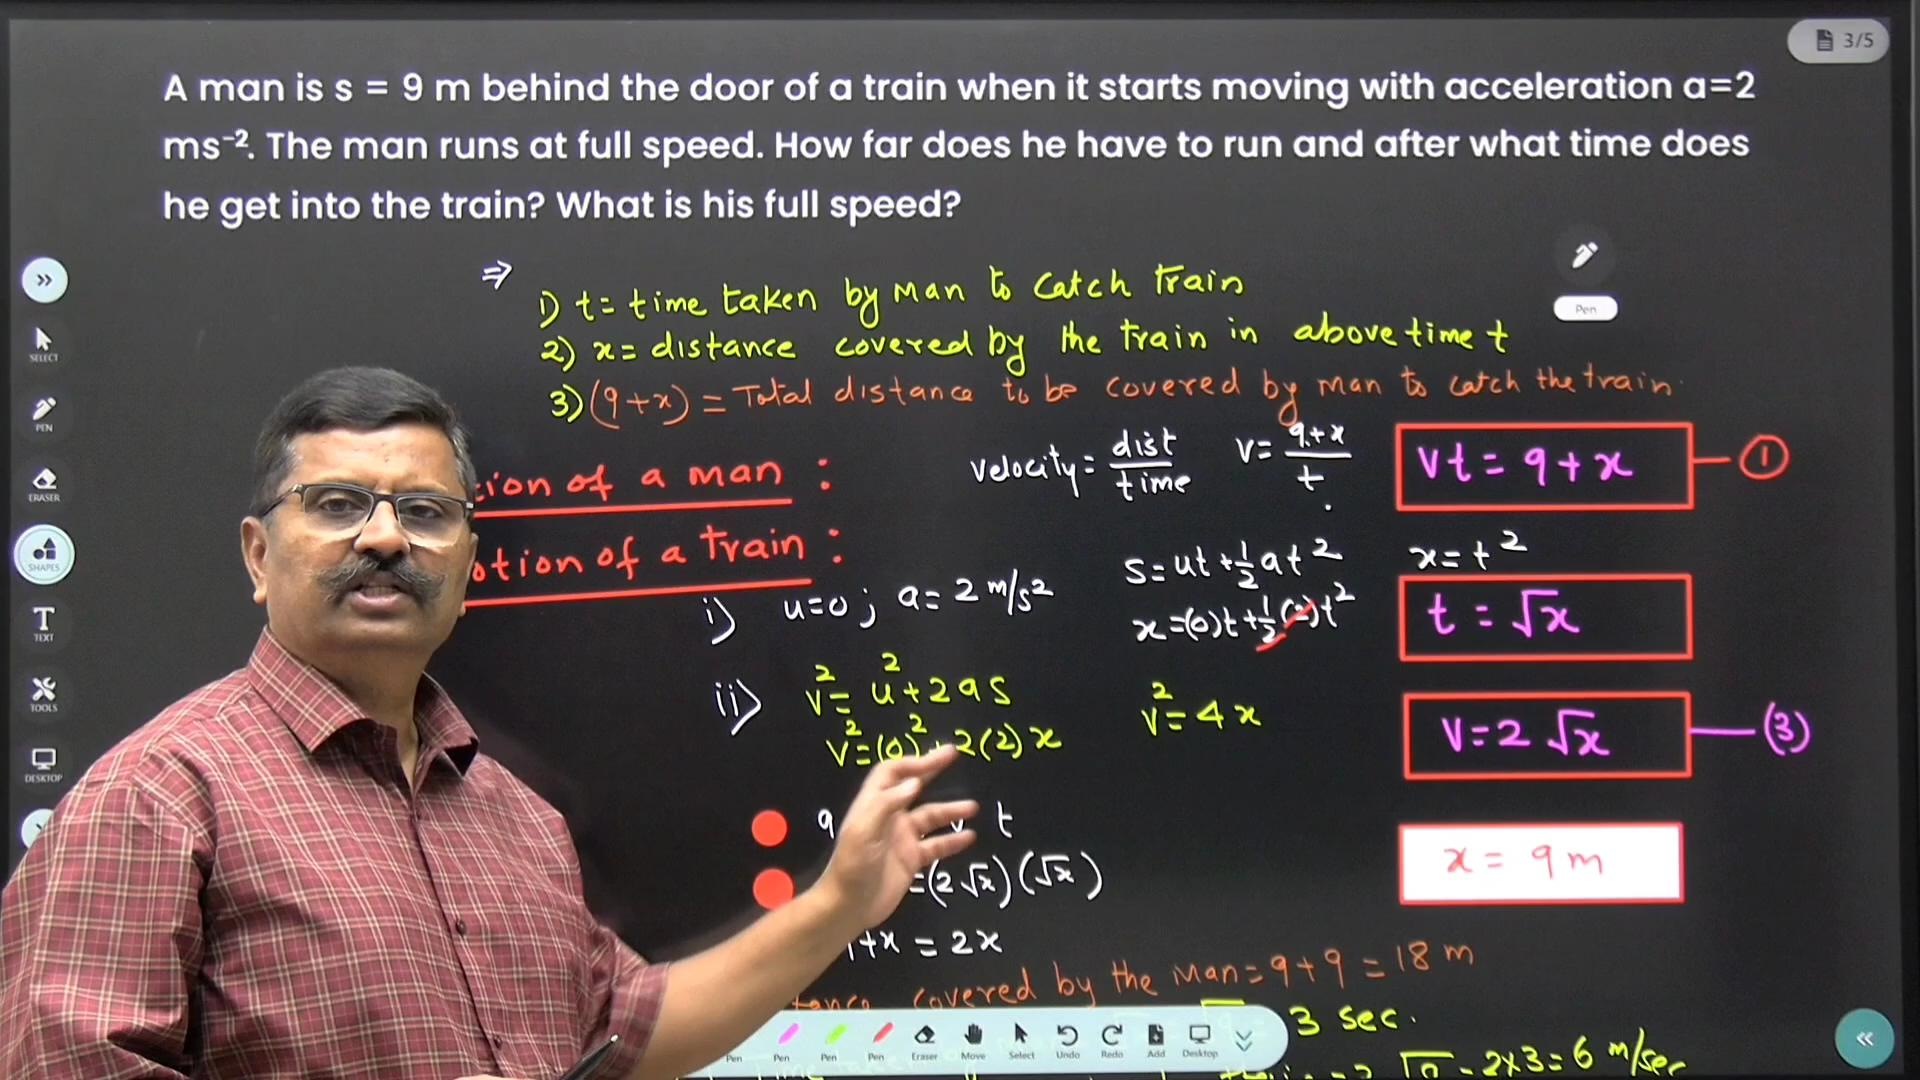 3/5
A man is s = 9 m behind the door of a train when it starts moving with acceleration a=2
ms⁻². The man runs at full speed. How far does he have to run and after what time does
he get into the train? What is his full speed?
⇒
1) t = time taken by Man to Catch Train
2) x = distance covered by the train in above time t
3) (9+x) = Total distance to be covered by man to catch the train.
Pen
SELECT
PEN
ERASER
SHAPES
TEXT
TOOLS
DESKTOP
of a man :
velocity = dist/time
v = 9+x/t
vt = 9+x
①
of a train :
s = ut + ½at²
x = t²
i) u=0 ; a = 2 m/s²
x = (0)t + ½(2)t²
t = √x
ii) v² = u² + 2as
v² = 4x
v = 2√x
(3)
v² = (0)² + 2(2)x
9 v t
= (2√x)(√x)
x = 9 m
+x = 2x
covered by the Man = 9+9 = 18 m
3 sec.
2×3 = 6 m/sec
Pen
Pen
Pen
Pen
Eraser
Move
Select
Undo
Redo
Add
Desktop